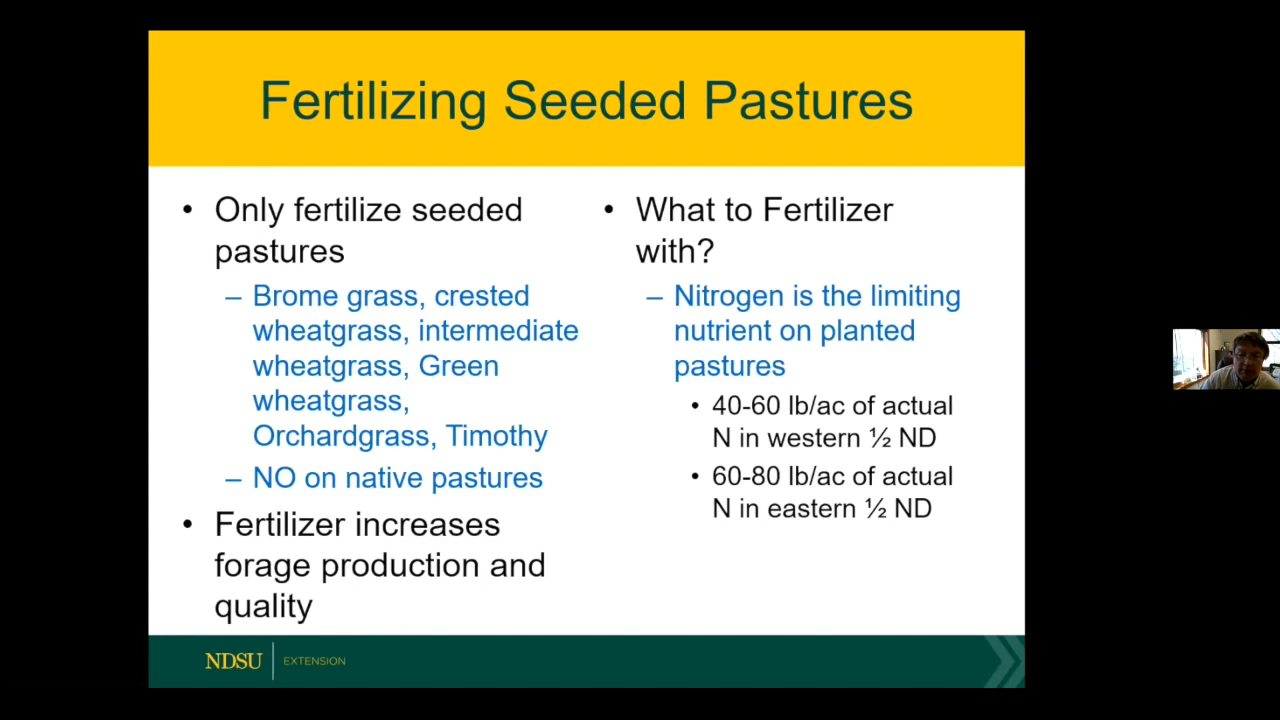 Fertilizing Seeded Pastures
• Only fertilize seeded
pastures
– Brome grass, crested
wheatgrass, intermediate
wheatgrass, Green
wheatgrass,
Orchardgrass, Timothy
– NO on native pastures
• Fertilizer increases
forage production and
quality
• What to Fertilizer
with?
– Nitrogen is the limiting
nutrient on planted
pastures
• 40-60 lb/ac of actual
N in western ½ ND
• 60-80 lb/ac of actual
N in eastern ½ ND
NDSU EXTENSION